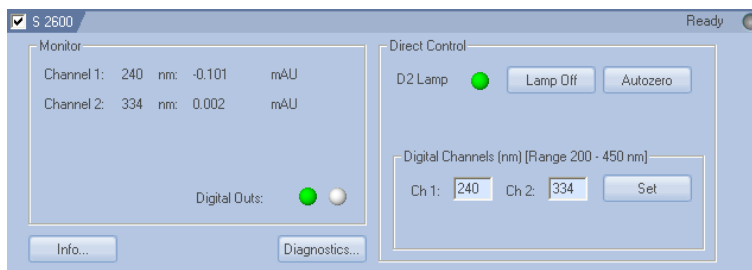 S 2600
Ready
Monitor
Channel 1: 240 nm: -0.101 mAU
Channel 2: 334 nm: 0.002 mAU
Digital Outs:
Info...
Diagnostics...
Direct Control
D2 Lamp
Lamp Off
Autozero
Digital Channels (nm) [Range 200 - 450 nm]
Ch 1: 240 Ch 2: 334 Set